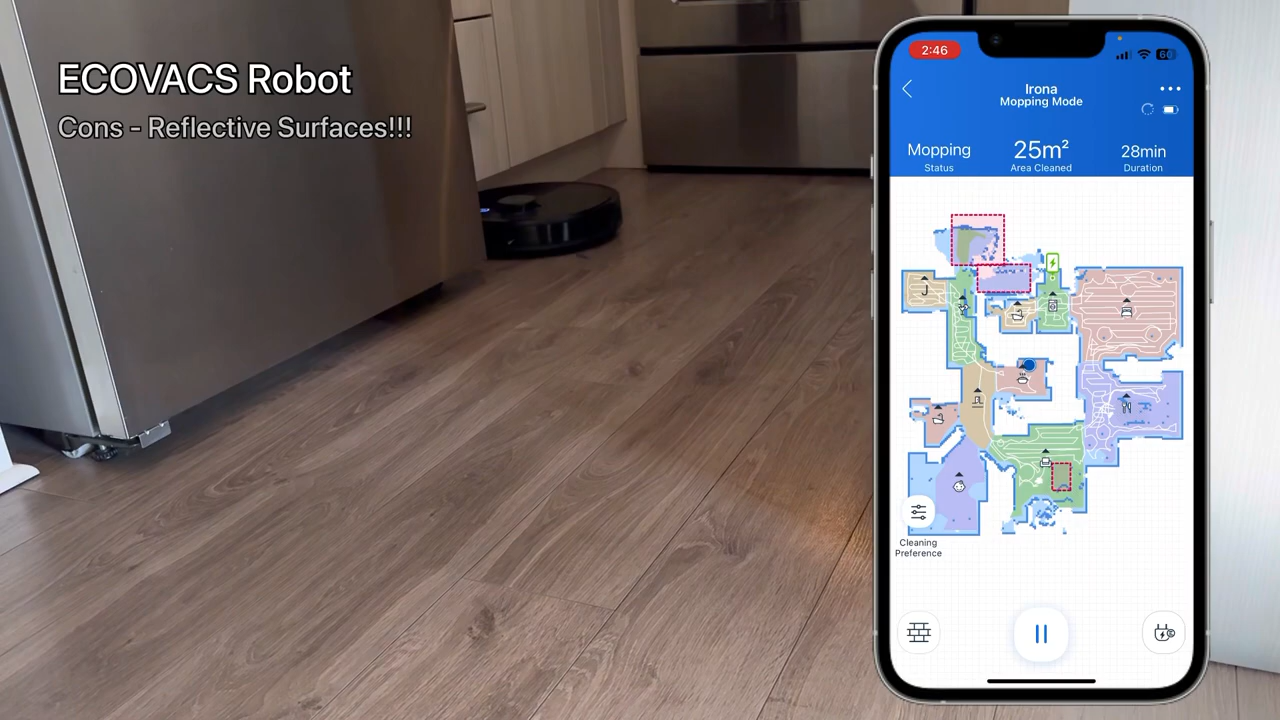 ECOVACS Robot
Cons - Reflective Surfaces!!!
2:46
60
Irona
Mopping Mode
Mopping
25m²
28min
Status
Area Cleaned
Duration
Cleaning
Preference